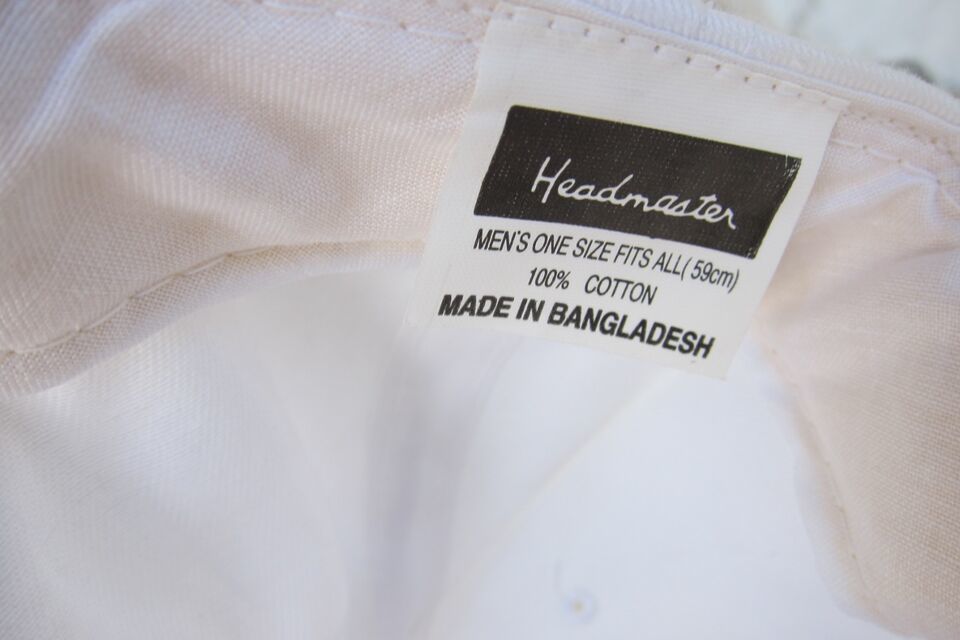 Headmaster
MEN'S ONE SIZE FITS ALL( 59cm)
100% COTTON
MADE IN BANGLADESH